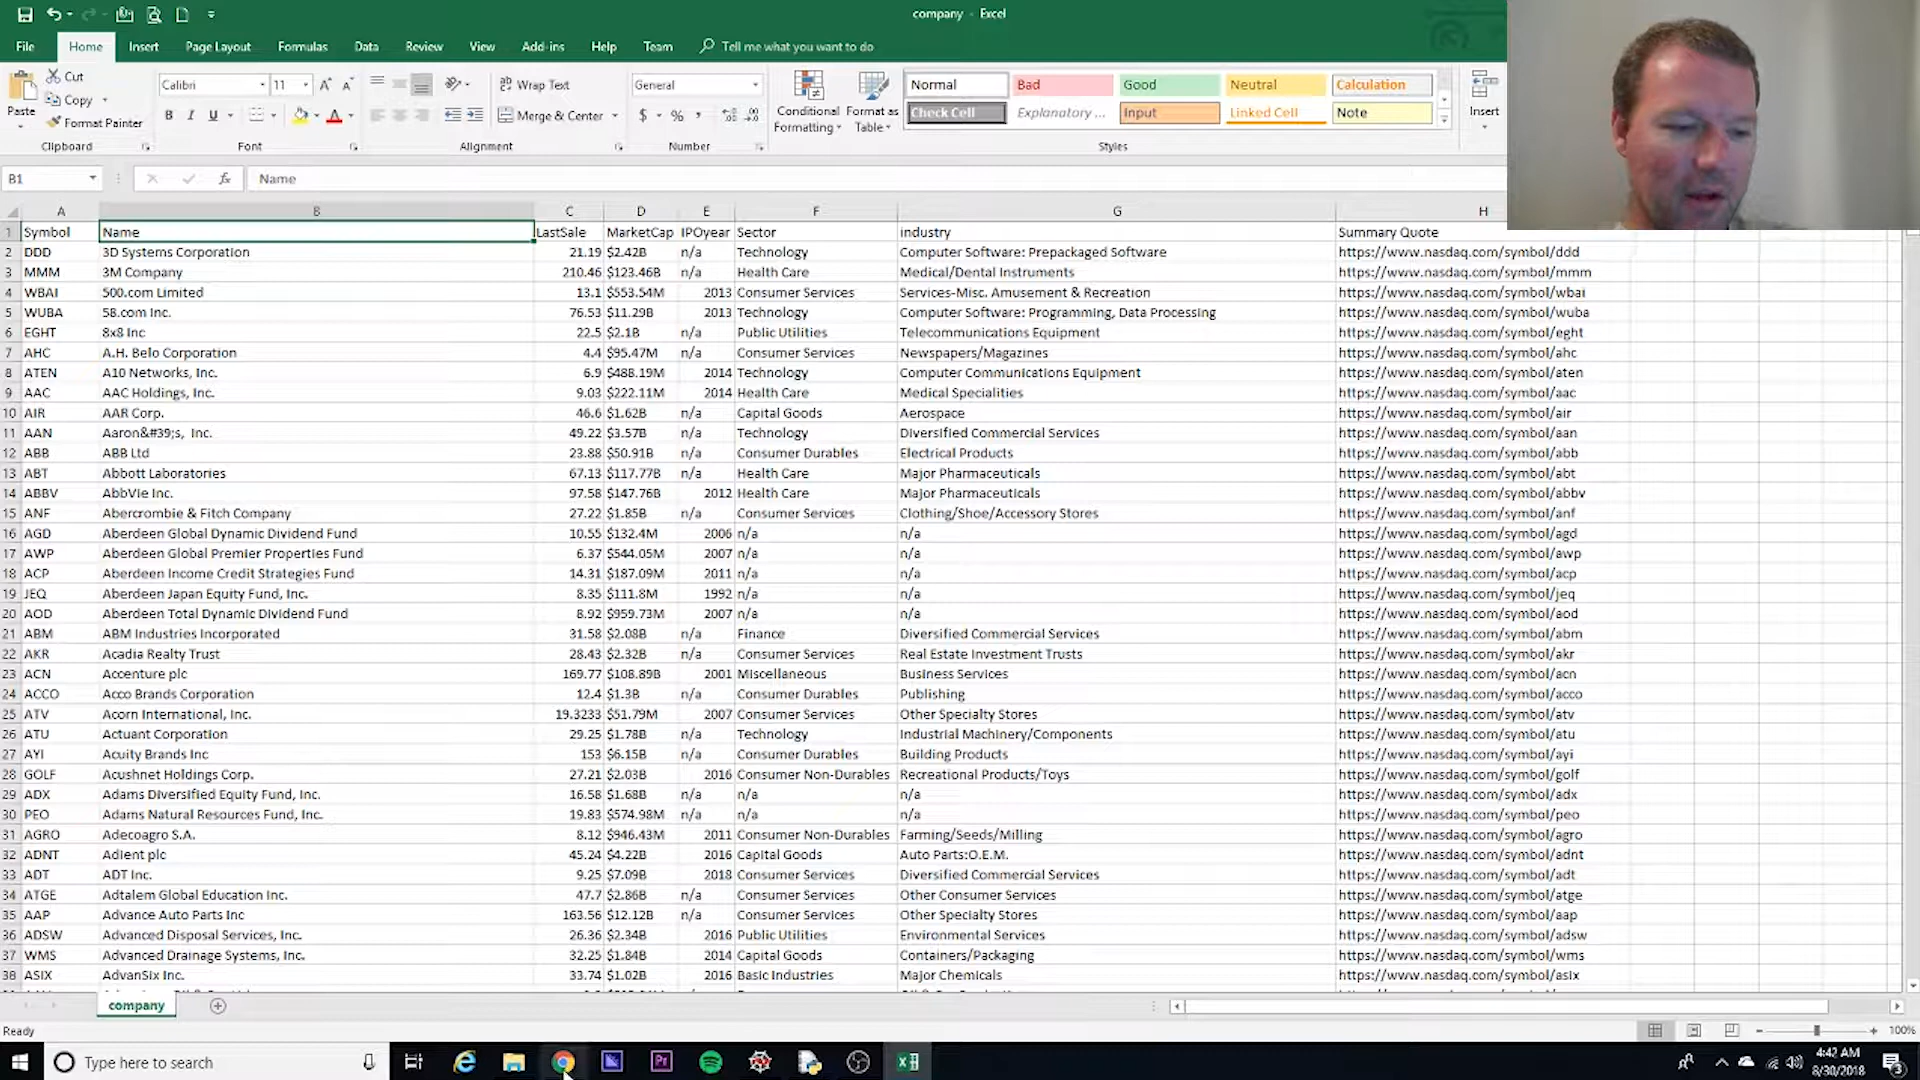 company - Excel
File Home Insert Page Layout Formulas Data Review View Add-ins Help Team Tell me what you want to do
Paste Cut Copy Format Painter Clipboard
Calibri 11 B I U A Font
Wrap Text Merge & Center Alignment
General $ % , Number
Conditional Formatting Format as Table
Normal Bad Good Neutral Calculation
Check Cell Explanatory ... Input Linked Cell Note
Styles Insert
B1 fx Name
A B C D E F G H
1 Symbol Name LastSale MarketCap IPOyear Sector industry Summary Quote
2 DDD 3D Systems Corporation 21.19 $2.42B n/a Technology Computer Software: Prepackaged Software https://www.nasdaq.com/symbol/ddd
3 MMM 3M Company 210.46 $123.46B n/a Health Care Medical/Dental Instruments https://www.nasdaq.com/symbol/mmm
4 WBAI 500.com Limited 13.1 $553.54M 2013 Consumer Services Services-Misc. Amusement & Recreation https://www.nasdaq.com/symbol/wbai
5 WUBA 58.com Inc. 76.53 $11.29B 2013 Technology Computer Software: Programming, Data Processing https://www.nasdaq.com/symbol/wuba
6 EGHT 8x8 Inc 22.5 $2.1B n/a Public Utilities Telecommunications Equipment https://www.nasdaq.com/symbol/eght
7 AHC A.H. Belo Corporation 4.4 $95.47M n/a Consumer Services Newspapers/Magazines https://www.nasdaq.com/symbol/ahc
8 ATEN A10 Networks, Inc. 6.9 $488.19M 2014 Technology Computer Communications Equipment https://www.nasdaq.com/symbol/aten
9 AAC AAC Holdings, Inc. 9.03 $222.11M 2014 Health Care Medical Specialities https://www.nasdaq.com/symbol/aac
10 AIR AAR Corp. 46.6 $1.62B n/a Capital Goods Aerospace https://www.nasdaq.com/symbol/air
11 AAN Aaron&#39;s, Inc. 49.22 $3.57B n/a Technology Diversified Commercial Services https://www.nasdaq.com/symbol/aan
12 ABB ABB Ltd 23.88 $50.91B n/a Consumer Durables Electrical Products https://www.nasdaq.com/symbol/abb
13 ABT Abbott Laboratories 67.13 $117.77B n/a Health Care Major Pharmaceuticals https://www.nasdaq.com/symbol/abt
14 ABBV AbbVie Inc. 97.58 $147.76B 2012 Health Care Major Pharmaceuticals https://www.nasdaq.com/symbol/abbv
15 ANF Abercrombie & Fitch Company 27.22 $1.85B n/a Consumer Services Clothing/Shoe/Accessory Stores https://www.nasdaq.com/symbol/anf
16 AGD Aberdeen Global Dynamic Dividend Fund 10.55 $132.4M 2006 n/a n/a https://www.nasdaq.com/symbol/agd
17 AWP Aberdeen Global Premier Properties Fund 6.37 $544.05M 2007 n/a n/a https://www.nasdaq.com/symbol/awp
18 ACP Aberdeen Income Credit Strategies Fund 14.31 $187.09M 2011 n/a n/a https://www.nasdaq.com/symbol/acp
19 JEQ Aberdeen Japan Equity Fund, Inc. 8.35 $111.8M 1992 n/a n/a https://www.nasdaq.com/symbol/jeq
20 AOD Aberdeen Total Dynamic Dividend Fund 8.92 $959.73M 2007 n/a n/a https://www.nasdaq.com/symbol/aod
21 ABM ABM Industries Incorporated 31.58 $2.08B n/a Finance Diversified Commercial Services https://www.nasdaq.com/symbol/abm
22 AKR Acadia Realty Trust 28.43 $2.32B n/a Consumer Services Real Estate Investment Trusts https://www.nasdaq.com/symbol/akr
23 ACN Accenture plc 169.77 $108.89B 2001 Miscellaneous Business Services https://www.nasdaq.com/symbol/acn
24 ACCO Acco Brands Corporation 12.4 $1.3B n/a Consumer Durables Publishing https://www.nasdaq.com/symbol/acco
25 ATV Acorn International, Inc. 19.3233 $51.79M 2007 Consumer Services Other Specialty Stores https://www.nasdaq.com/symbol/atv
26 ATU Actuant Corporation 29.25 $1.78B n/a Technology Industrial Machinery/Components https://www.nasdaq.com/symbol/atu
27 AYI Acuity Brands Inc 153 $6.15B n/a Consumer Durables Building Products https://www.nasdaq.com/symbol/ayi
28 GOLF Acushnet Holdings Corp. 27.21 $2.03B 2016 Consumer Non-Durables Recreational Products/Toys https://www.nasdaq.com/symbol/golf
29 ADX Adams Diversified Equity Fund, Inc. 16.58 $1.68B n/a n/a n/a https://www.nasdaq.com/symbol/adx
30 PEO Adams Natural Resources Fund, Inc. 19.83 $574.98M n/a n/a n/a https://www.nasdaq.com/symbol/peo
31 AGRO Adecoagro S.A. 8.12 $946.43M 2011 Consumer Non-Durables Farming/Seeds/Milling https://www.nasdaq.com/symbol/agro
32 ADNT Adient plc 45.24 $4.22B 2016 Capital Goods Auto Parts:O.E.M. https://www.nasdaq.com/symbol/adnt
33 ADT ADT Inc. 9.25 $7.09B 2018 Consumer Services Diversified Commercial Services https://www.nasdaq.com/symbol/adt
34 ATGE Adtalem Global Education Inc. 47.7 $2.86B n/a Consumer Services Other Consumer Services https://www.nasdaq.com/symbol/atge
35 AAP Advance Auto Parts Inc 163.56 $12.12B n/a Consumer Services Other Specialty Stores https://www.nasdaq.com/symbol/aap
36 ADSW Advanced Disposal Services, Inc. 26.36 $2.34B 2016 Public Utilities Environmental Services https://www.nasdaq.com/symbol/adsw
37 WMS Advanced Drainage Systems, Inc. 32.25 $1.84B 2014 Capital Goods Containers/Packaging https://www.nasdaq.com/symbol/wms
38 ASIX AdvanSix Inc. 33.74 $1.02B 2016 Basic Industries Major Chemicals https://www.nasdaq.com/symbol/asix
company
Ready 100%
Type here to search 4:42 AM
8/30/2018 3